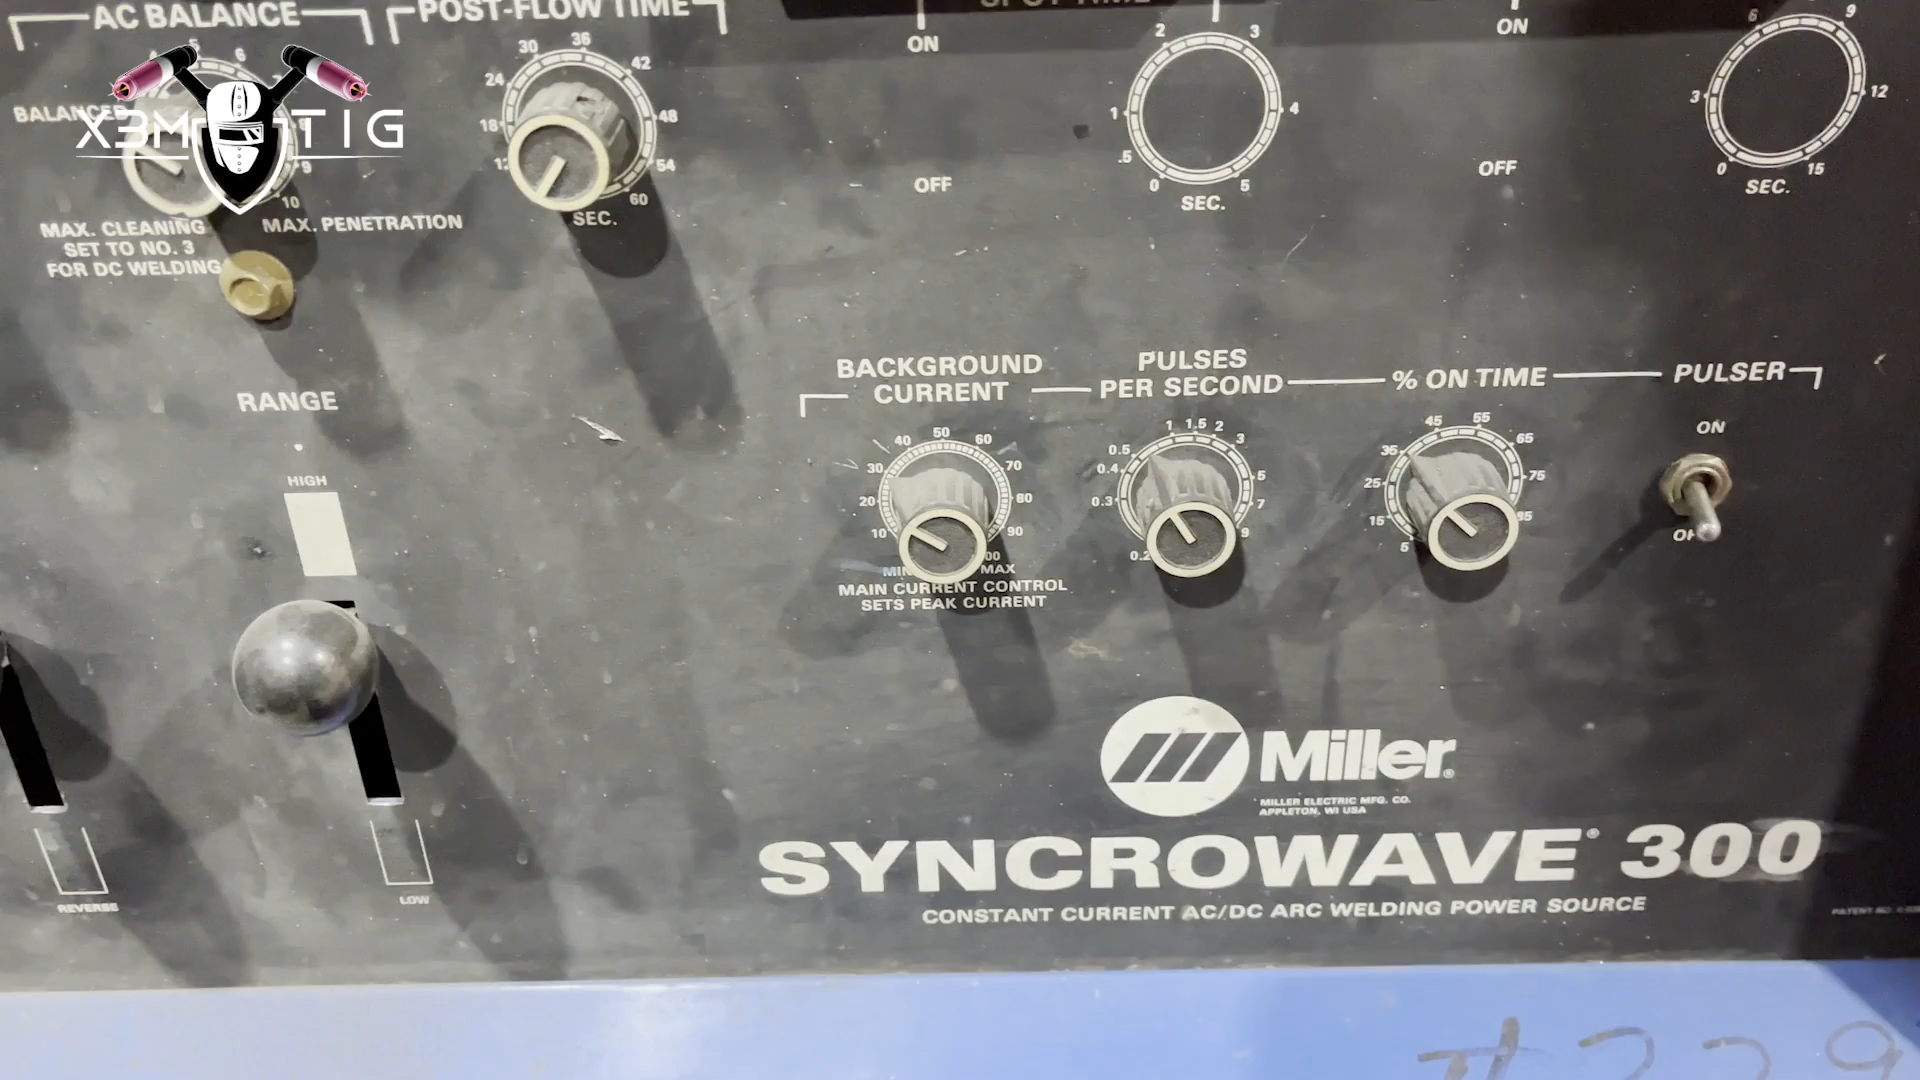 AC BALANCE
POST-FLOW TIME
4 5 6
BALANCED
9
10
MAX. CLEANING
MAX. PENETRATION
SET TO NO. 3
FOR DC WELDING
X3M TIG
18 24 30 36 42 48 54 60
SEC.
ON
OFF
0 .5 1 2 3 4 5
SEC.
ON
OFF
0 3 6 9 12 15
SEC.
RANGE
HIGH
LOW
REVERSE
BACKGROUND
CURRENT
PULSES
PER SECOND
% ON TIME
PULSER
10 20 30 40 50 60 70 80 90
MAX
MAIN CURRENT CONTROL
SETS PEAK CURRENT
0.2 0.3 0.4 0.5 1 1.5 2 3 5 7 9
5 15 25 35 45 55 65 75 85
ON
Miller®
MILLER ELECTRIC MFG. CO.
APPLETON, WI USA
SYNCROWAVE® 300
CONSTANT CURRENT AC/DC ARC WELDING POWER SOURCE